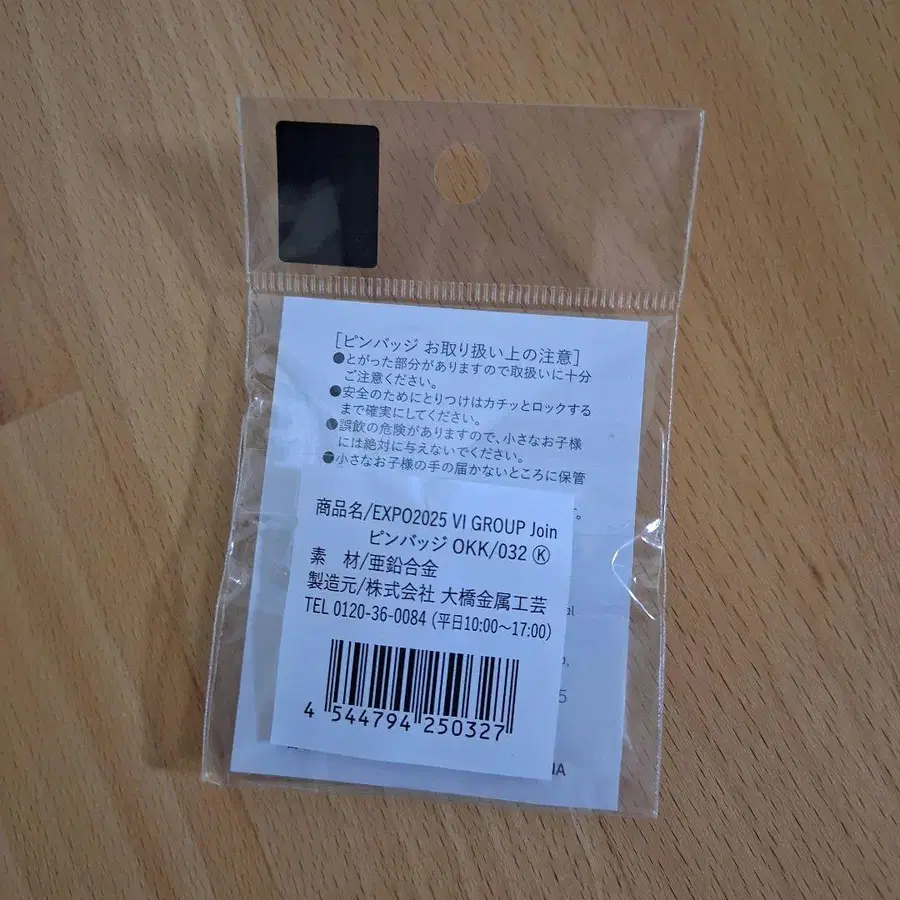 [ピンバッジ お取り扱い上の注意]
●とがった部分がありますので取扱いに十分
ご注意ください。
●安全のためにとりつけはカチッとロックする
まで確実にしてください。
●誤飲の危険がありますので、小さなお子様
には絶対に与えないでください。
●小さなお子様の手の届かないところに保管
す。
商品名/EXPO2025 VI GROUP Join
ピンバッジ OKK/032 Ⓚ
素 材/亜鉛合金
製造元/株式会社 大橋金属工芸
TEL 0120-36-0084 (平日10:00～17:00)
4 544794 250327